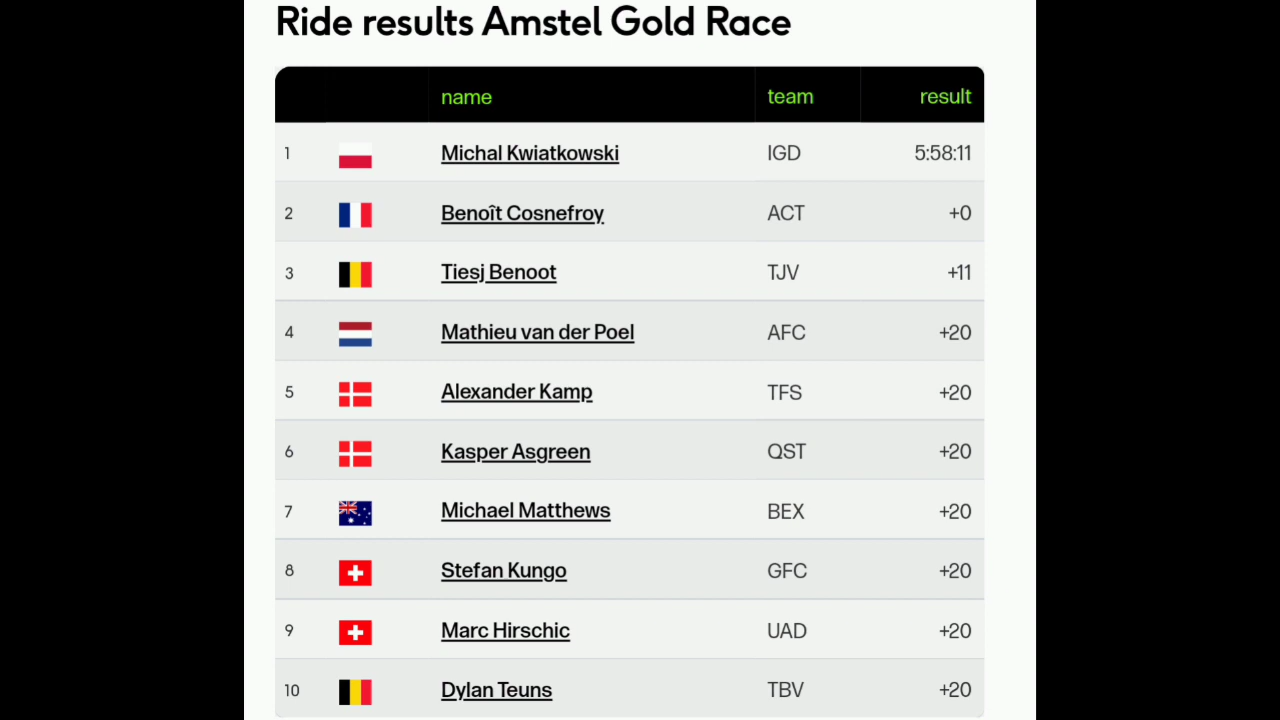 Ride results Amstel Gold Race
name team result
1 Michal Kwiatkowski IGD 5:58:11
2 Benoît Cosnefroy ACT +0
3 Tiesj Benoot TJV +11
4 Mathieu van der Poel AFC +20
5 Alexander Kamp TFS +20
6 Kasper Asgreen QST +20
7 Michael Matthews BEX +20
8 Stefan Kungo GFC +20
9 Marc Hirschic UAD +20
10 Dylan Teuns TBV +20